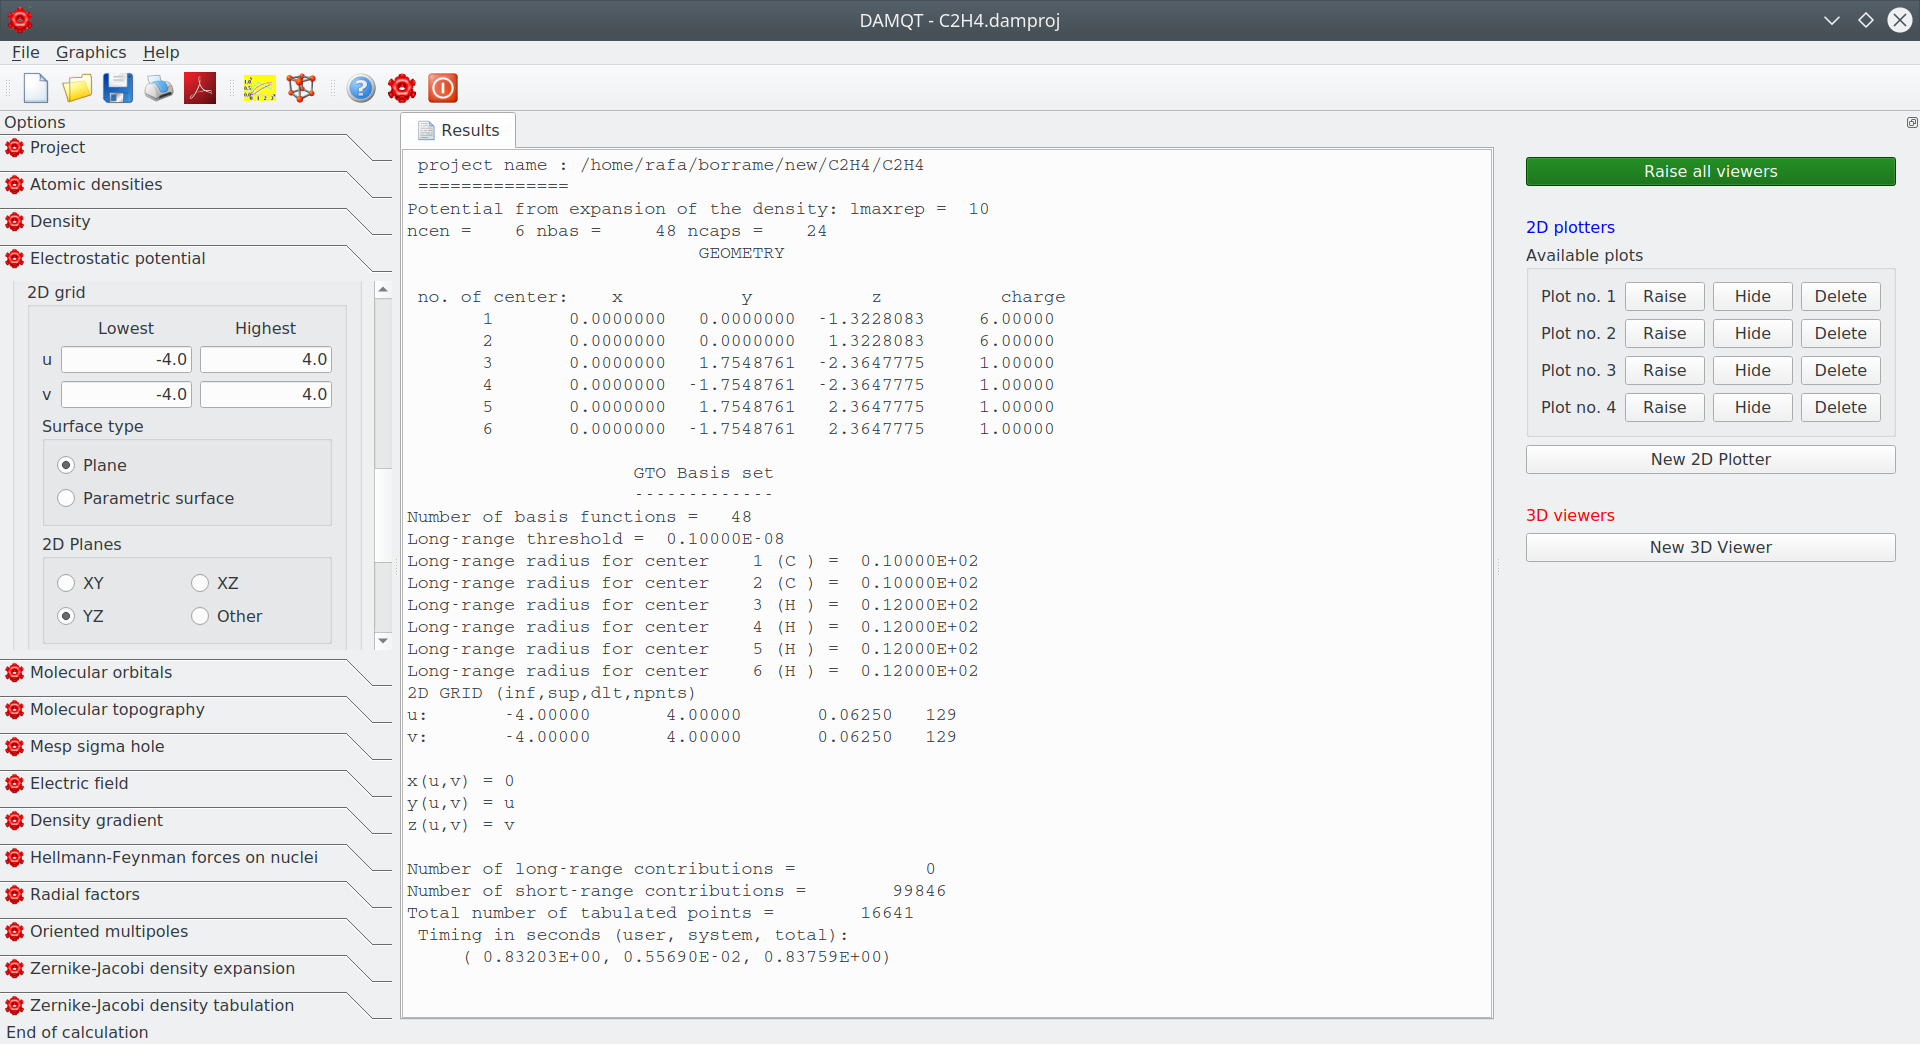 DAMQT - C2H4.damproj
File Graphics Help
Options
Project
Atomic densities
Density
Electrostatic potential
2D grid
Lowest Highest
u -4.0 4.0
v -4.0 4.0
Surface type
Plane
Parametric surface
2D Planes
XY XZ
YZ Other
Molecular orbitals
Molecular topography
Mesp sigma hole
Electric field
Density gradient
Hellmann-Feynman forces on nuclei
Radial factors
Oriented multipoles
Zernike-Jacobi density expansion
Zernike-Jacobi density tabulation
End of calculation
Results
project name : /home/rafa/borrame/new/C2H4/C2H4
==============
Potential from expansion of the density: lmaxrep = 10
ncen = 6 nbas = 48 ncaps = 24
GEOMETRY
no. of center: x y z charge
1 0.0000000 0.0000000 -1.3228083 6.00000
2 0.0000000 0.0000000 1.3228083 6.00000
3 0.0000000 1.7548761 -2.3647775 1.00000
4 0.0000000 -1.7548761 -2.3647775 1.00000
5 0.0000000 1.7548761 2.3647775 1.00000
6 0.0000000 -1.7548761 2.3647775 1.00000
GTO Basis set
-------------
Number of basis functions = 48
Long-range threshold = 0.10000E-08
Long-range radius for center 1 (C ) = 0.10000E+02
Long-range radius for center 2 (C ) = 0.10000E+02
Long-range radius for center 3 (H ) = 0.12000E+02
Long-range radius for center 4 (H ) = 0.12000E+02
Long-range radius for center 5 (H ) = 0.12000E+02
Long-range radius for center 6 (H ) = 0.12000E+02
2D GRID (inf,sup,dlt,npnts)
u: -4.00000 4.00000 0.06250 129
v: -4.00000 4.00000 0.06250 129
x(u,v) = 0
y(u,v) = u
z(u,v) = v
Number of long-range contributions = 0
Number of short-range contributions = 99846
Total number of tabulated points = 16641
Timing in seconds (user, system, total):
( 0.83203E+00, 0.55690E-02, 0.83759E+00)
Raise all viewers
2D plotters
Available plots
Plot no. 1 Raise Hide Delete
Plot no. 2 Raise Hide Delete
Plot no. 3 Raise Hide Delete
Plot no. 4 Raise Hide Delete
New 2D Plotter
3D viewers
New 3D Viewer